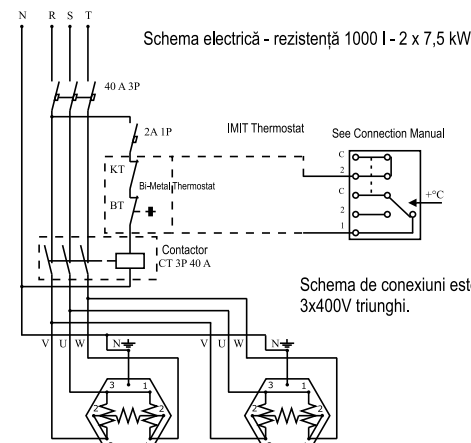 N R S T
Schema electrică - rezistență 1000 l - 2 x 7,5 kW
40 A 3P
2A 1P
IMIT Thermostat
See Connection Manual
KT
Bi-Metal Thermostat
BT
C
2
C
2
1
+°C
Contactor
CT 3P 40 A
Schema de conexiuni est
3x400V triunghi.
V U W N V U W N
3 1 3 1
2 2 2 2